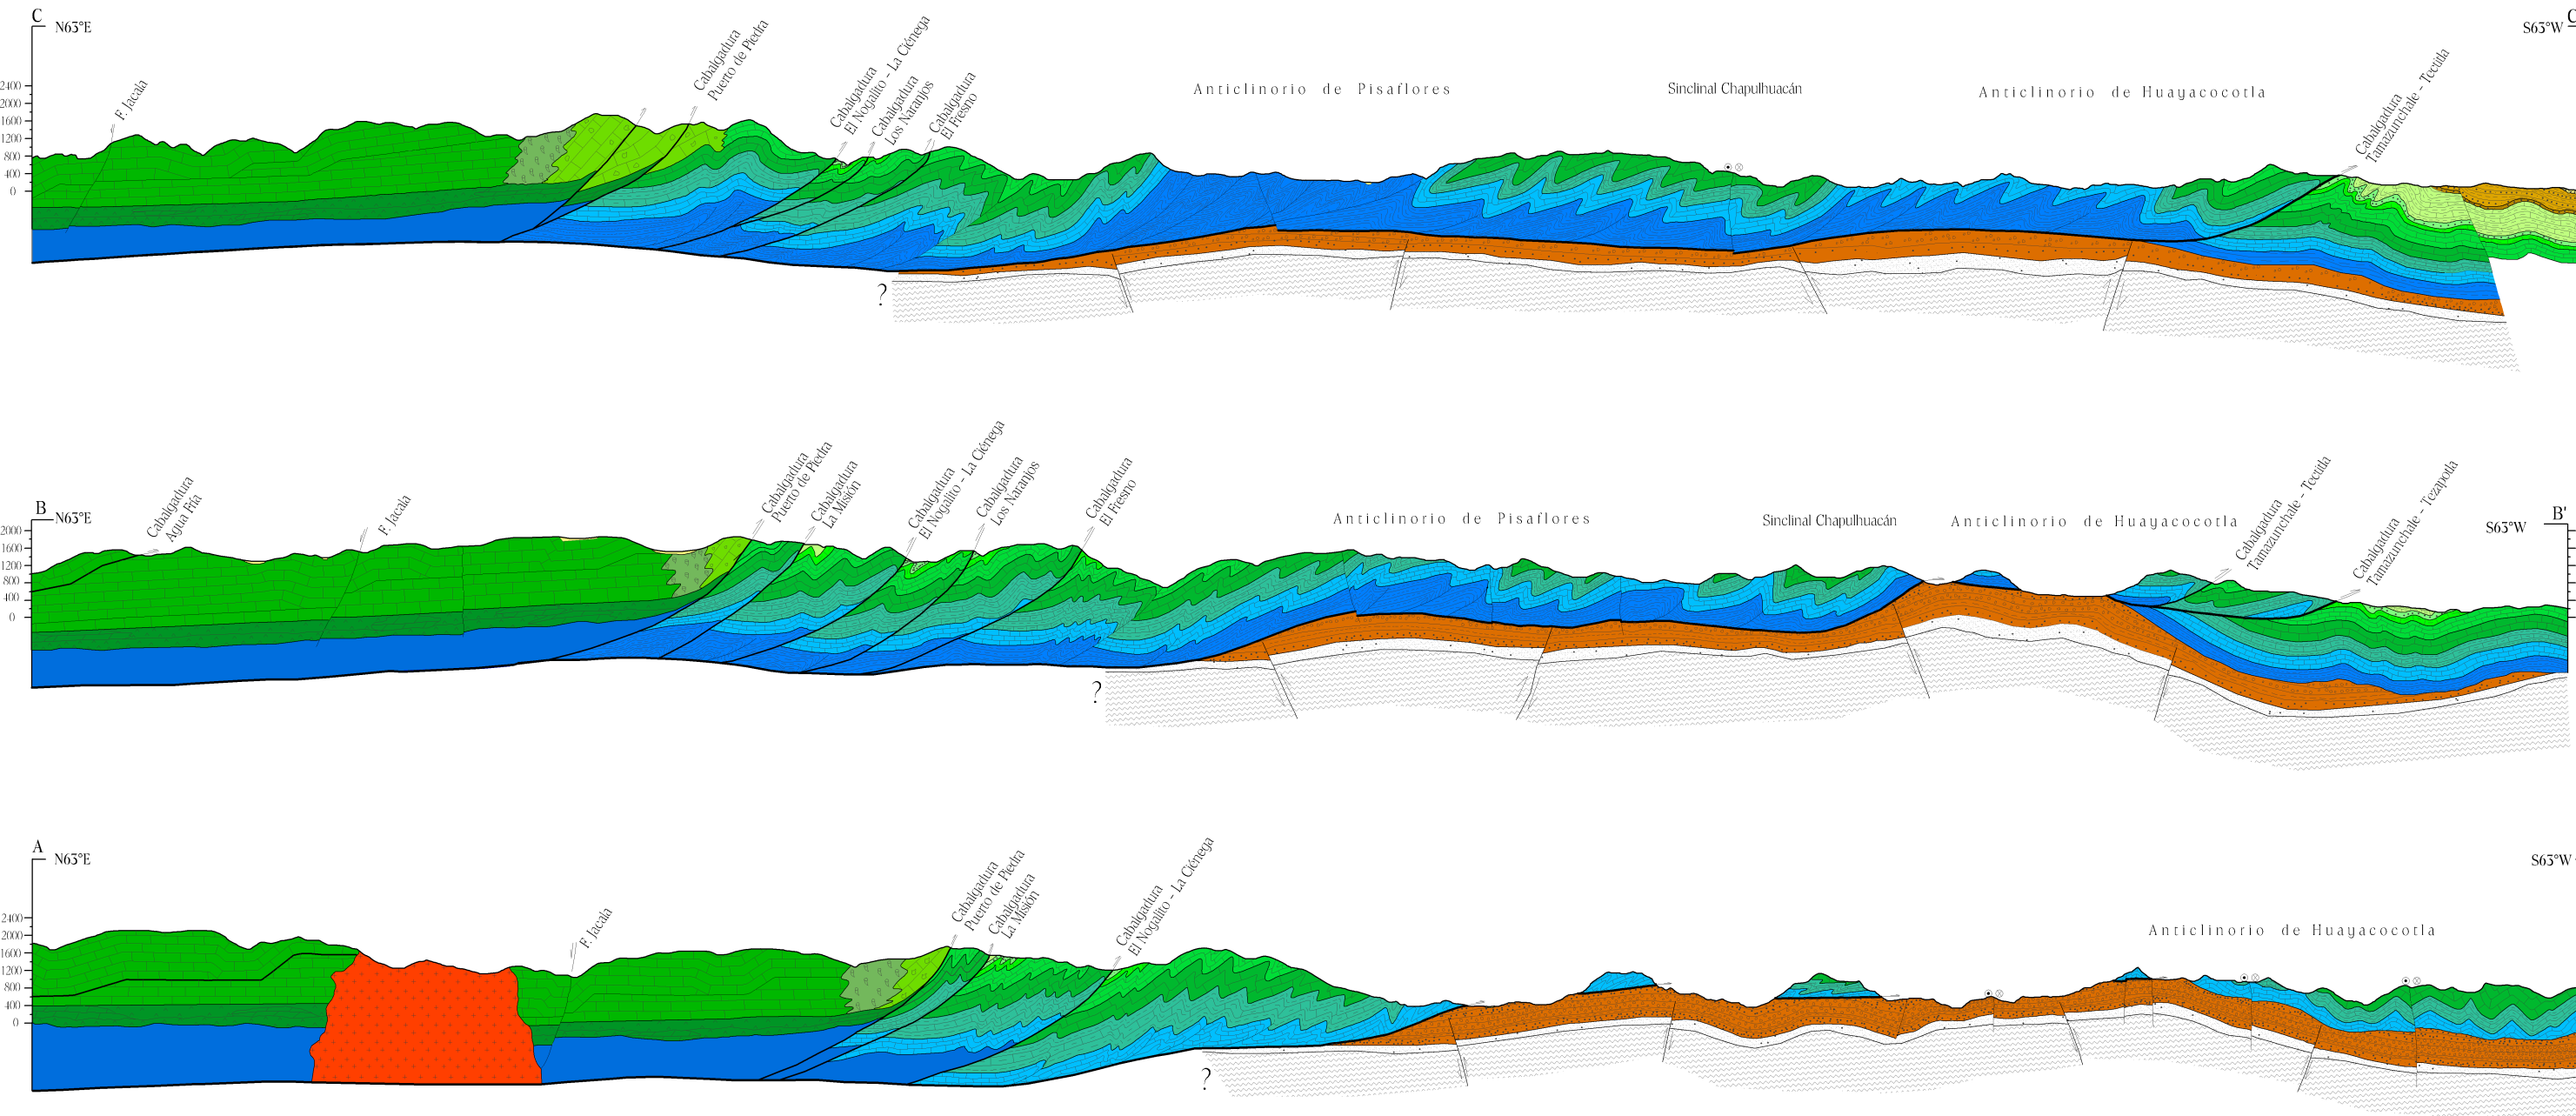 C
N63°E
C
S63°W
2400
2000
1600
1200
800
400
0
F. Jacala
Cabalgadura
Puerto de Piedra
Cabalgadura
El Nogalito - La Ciénega
Cabalgadura
Los Naranjos
Cabalgadura
El Fresno
Anticlinorio de Pisaflores
Sinclinal Chapulhuacán
Anticlinorio de Huayacocotla
Cabalgadura
Tamazunchale - Tectitla
?
B
N63°E
B'
S63°W
2000
1600
1200
800
400
0
Cabalgadura
Agua Fría
F. Jacala
Cabalgadura
Puerto de Piedra
Cabalgadura
La Misión
Cabalgadura
El Nogalito - La Ciénega
Cabalgadura
Los Naranjos
Cabalgadura
El Fresno
Anticlinorio de Pisaflores
Sinclinal Chapulhuacán
Anticlinorio de Huayacocotla
Cabalgadura
Tamazunchale - Tectitla
Cabalgadura
Tamazunchale - Tezapotla
?
A
N63°E
S63°W
2400
2000
1600
1200
800
400
0
F. Jacala
Cabalgadura
Puerto de Piedra
Cabalgadura
La Misión
Cabalgadura
El Nogalito - La Ciénega
Anticlinorio de Huayacocotla
?